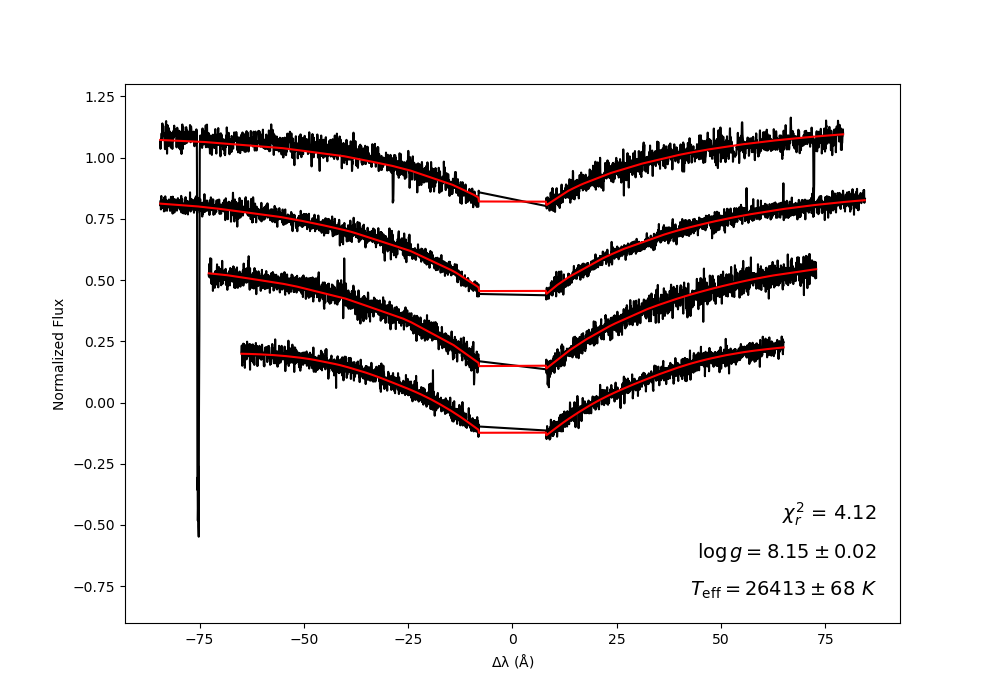 1.25
1.00
0.75
0.50
0.25
0.00
−0.25
−0.50
−0.75
Normalized Flux
χ²ᵣ = 4.12
log g = 8.15 ± 0.02
T_eff = 26413 ± 68 K
−75 −50 −25 0 25 50 75
Δλ (Å)